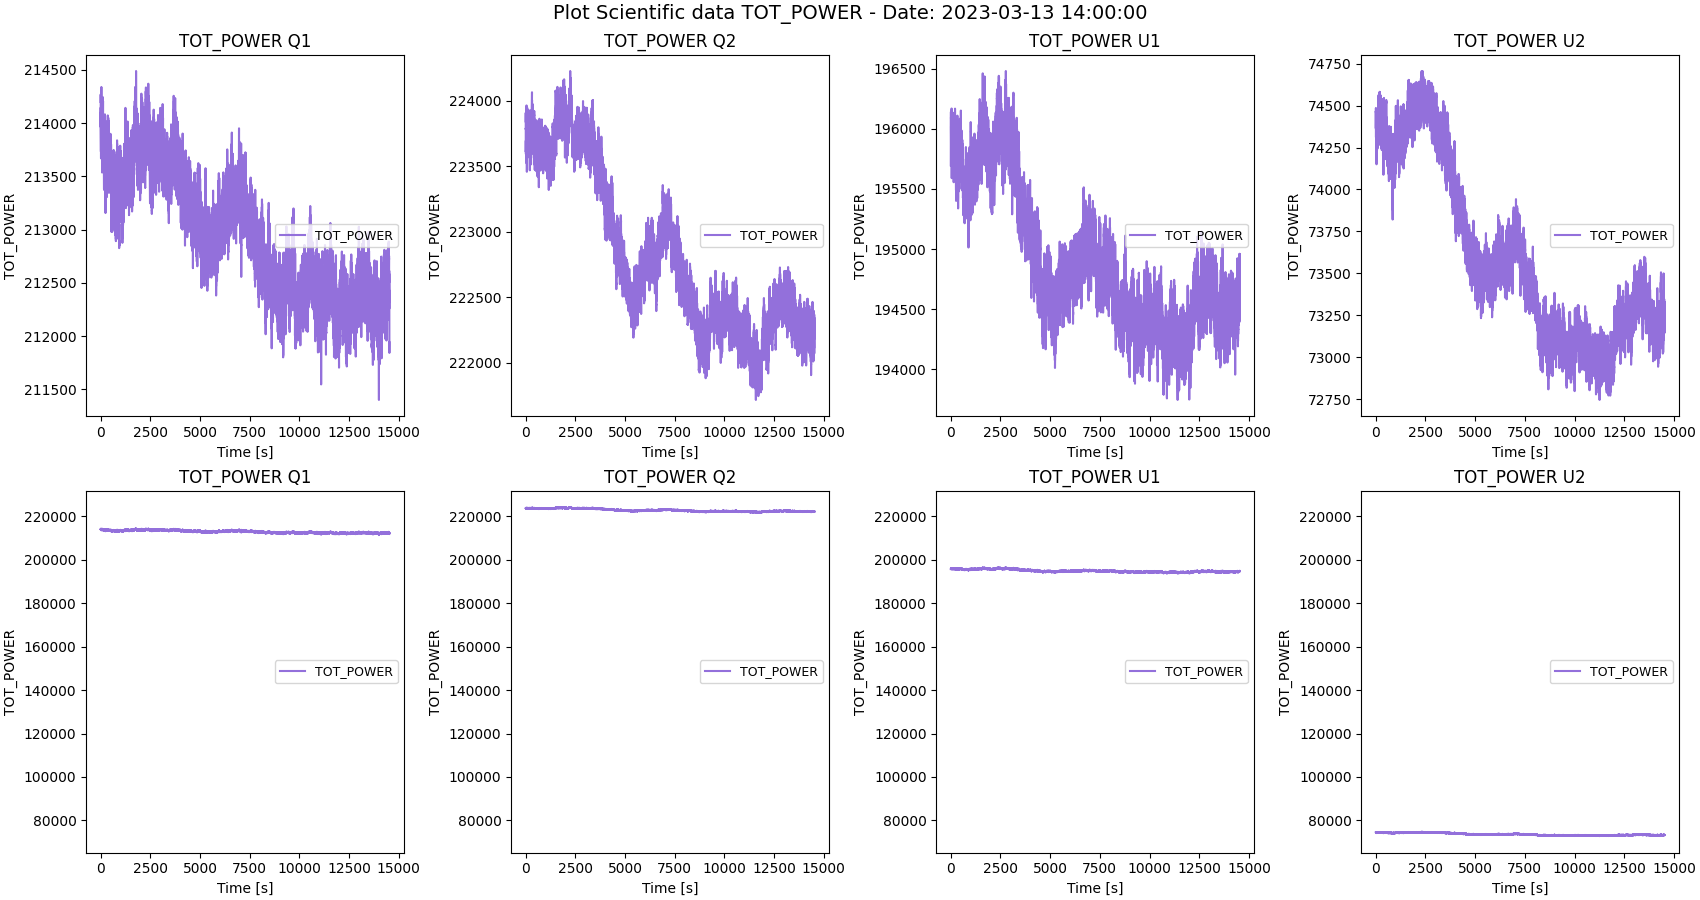 Plot Scientific data TOT_POWER - Date: 2023-03-13 14:00:00
TOT_POWER Q1
TOT_POWER
214500
214000
213500
213000
212500
212000
211500
TOT_POWER
0 2500 5000 7500 10000 12500 15000
Time [s]
TOT_POWER Q2
TOT_POWER
224000
223500
223000
222500
222000
TOT_POWER
0 2500 5000 7500 10000 12500 15000
Time [s]
TOT_POWER U1
TOT_POWER
196500
196000
195500
195000
194500
194000
TOT_POWER
0 2500 5000 7500 10000 12500 15000
Time [s]
TOT_POWER U2
TOT_POWER
74750
74500
74250
74000
73750
73500
73250
73000
72750
TOT_POWER
0 2500 5000 7500 10000 12500 15000
Time [s]
TOT_POWER Q1
TOT_POWER
220000
200000
180000
160000
140000
120000
100000
80000
TOT_POWER
0 2500 5000 7500 10000 12500 15000
Time [s]
TOT_POWER Q2
TOT_POWER
220000
200000
180000
160000
140000
120000
100000
80000
TOT_POWER
0 2500 5000 7500 10000 12500 15000
Time [s]
TOT_POWER U1
TOT_POWER
220000
200000
180000
160000
140000
120000
100000
80000
TOT_POWER
0 2500 5000 7500 10000 12500 15000
Time [s]
TOT_POWER U2
TOT_POWER
220000
200000
180000
160000
140000
120000
100000
80000
TOT_POWER
0 2500 5000 7500 10000 12500 15000
Time [s]